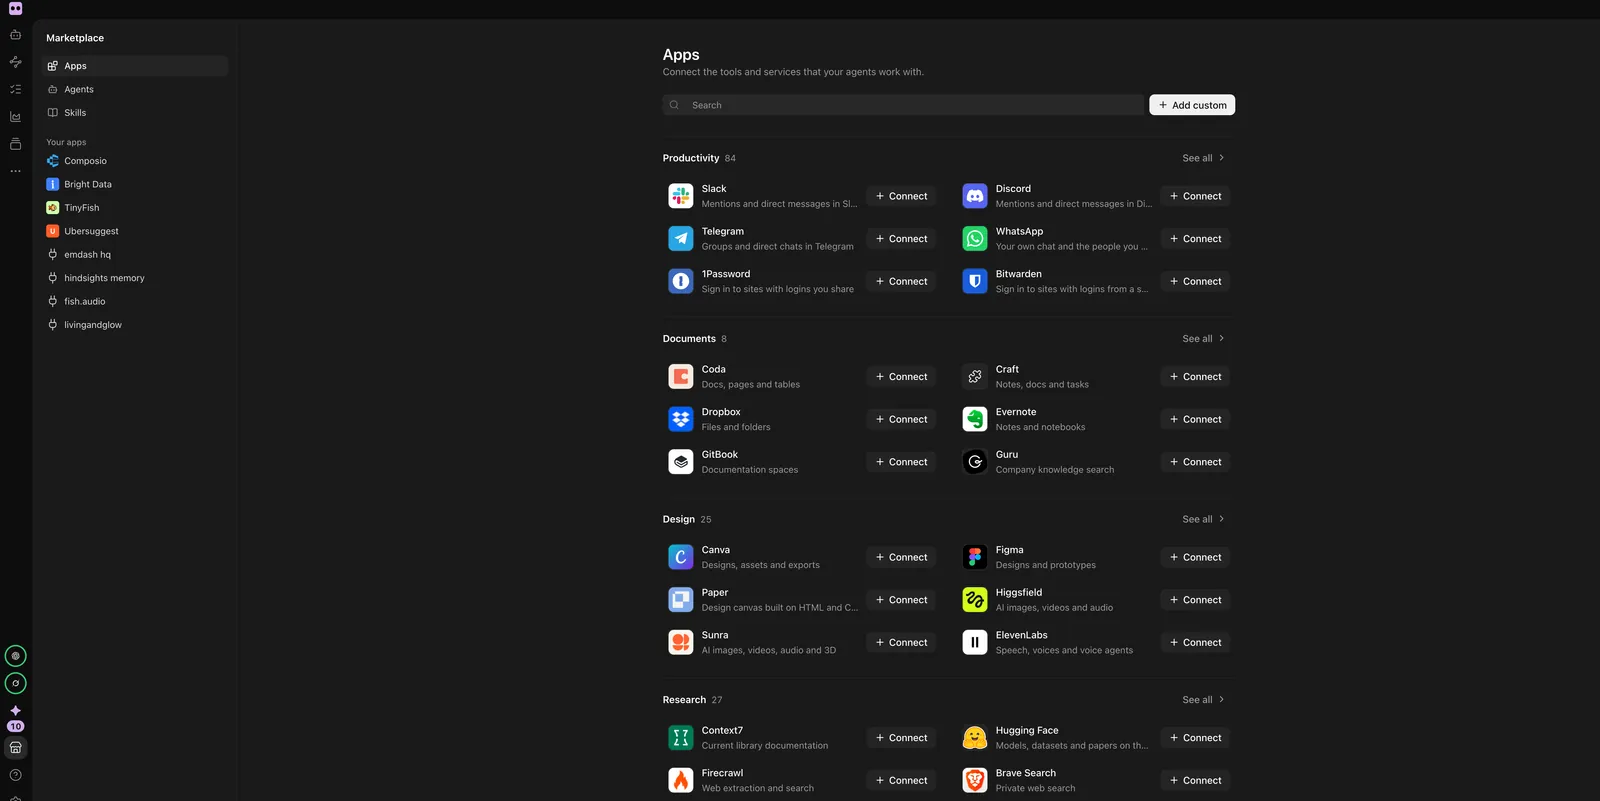 Marketplace
Apps
Agents
Skills
Your apps
Composio
Bright Data
TinyFish
Ubersuggest
emdash hq
hindsights memory
fish.audio
livingandglow
10
Apps
Connect the tools and services that your agents work with.
Search
+ Add custom
Productivity 84
See all
Slack
Mentions and direct messages in Sl...
+ Connect
Discord
Mentions and direct messages in Di...
+ Connect
Telegram
Groups and direct chats in Telegram
+ Connect
WhatsApp
Your own chat and the people you ...
+ Connect
1Password
Sign in to sites with logins you share
+ Connect
Bitwarden
Sign in to sites with logins from a s...
+ Connect
Documents 8
See all
Coda
Docs, pages and tables
+ Connect
Craft
Notes, docs and tasks
+ Connect
Dropbox
Files and folders
+ Connect
Evernote
Notes and notebooks
+ Connect
GitBook
Documentation spaces
+ Connect
Guru
Company knowledge search
+ Connect
Design 25
See all
Canva
Designs, assets and exports
+ Connect
Figma
Designs and prototypes
+ Connect
Paper
Design canvas built on HTML and C...
+ Connect
Higgsfield
AI images, videos and audio
+ Connect
Sunra
AI images, videos, audio and 3D
+ Connect
ElevenLabs
Speech, voices and voice agents
+ Connect
Research 27
See all
Context7
Current library documentation
+ Connect
Hugging Face
Models, datasets and papers on th...
+ Connect
Firecrawl
Web extraction and search
+ Connect
Brave Search
Private web search
+ Connect